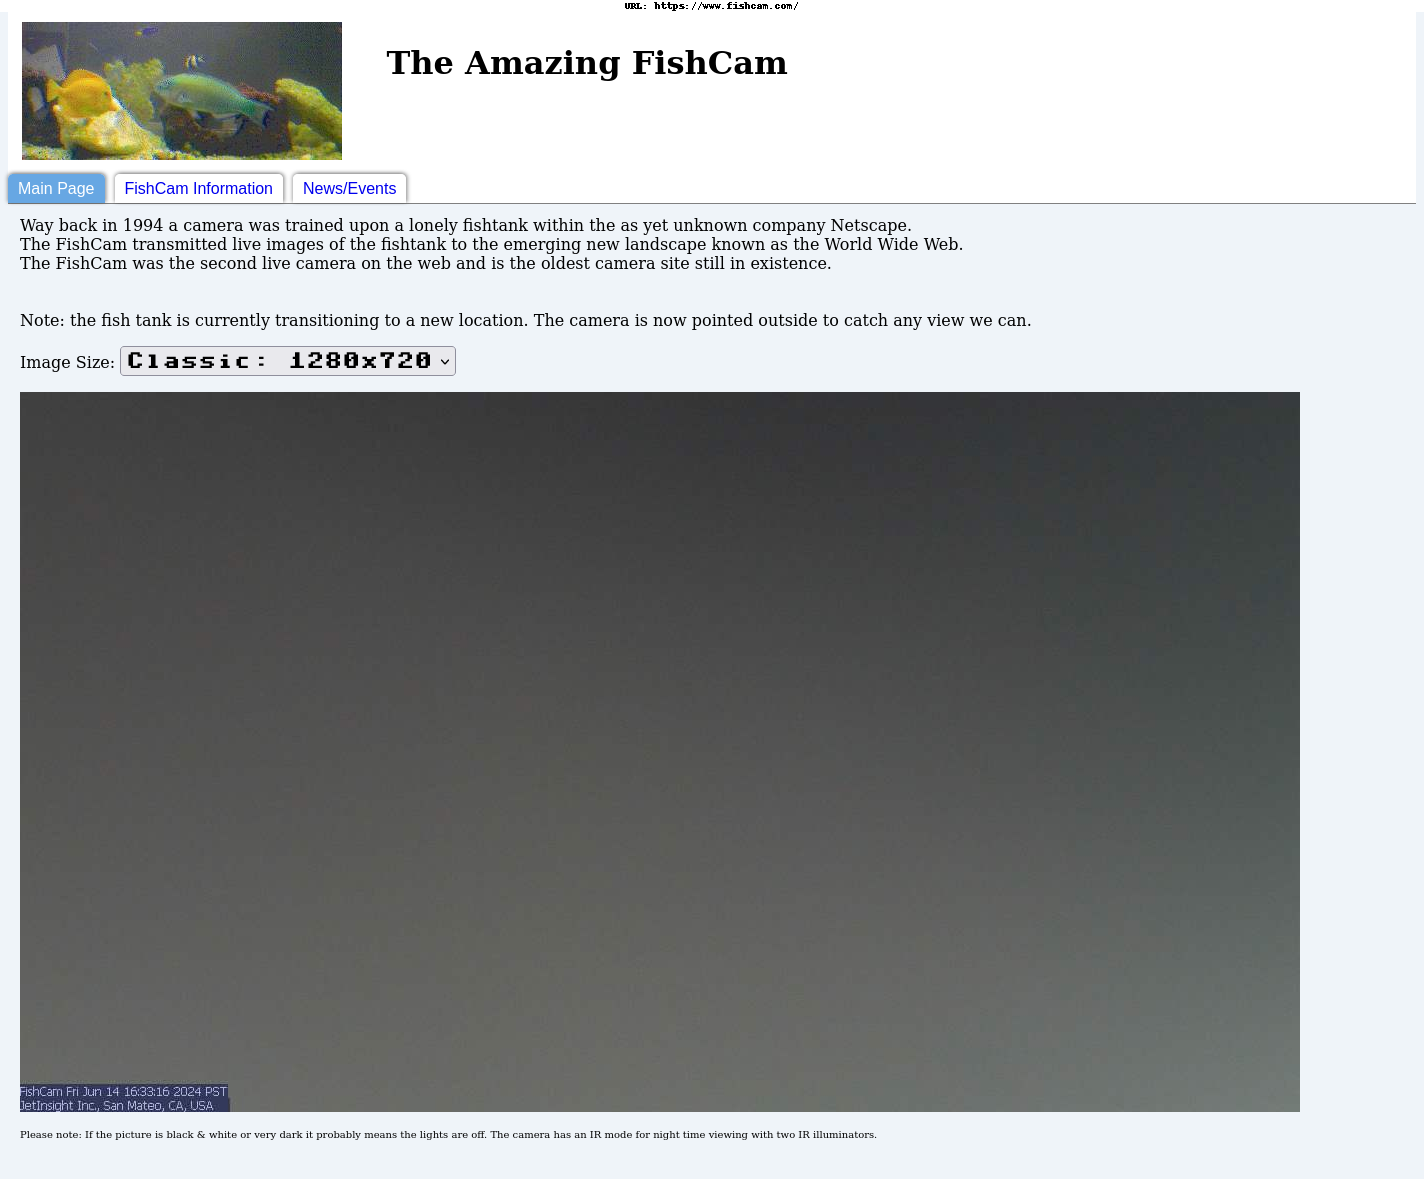 URL: https://www.fishcam.com/
The Amazing FishCam
Main Page
FishCam Information
News/Events
Way back in 1994 a camera was trained upon a lonely fishtank within the as yet unknown company Netscape.
The FishCam transmitted live images of the fishtank to the emerging new landscape known as the World Wide Web.
The FishCam was the second live camera on the web and is the oldest camera site still in existence.
Note: the fish tank is currently transitioning to a new location. The camera is now pointed outside to catch any view we can.
Image Size: Classic: 1280x720
FishCam Fri Jun 14 16:33:16 2024 PST
JetInsight Inc., San Mateo, CA, USA
Please note: If the picture is black & white or very dark it probably means the lights are off. The camera has an IR mode for night time viewing with two IR illuminators.